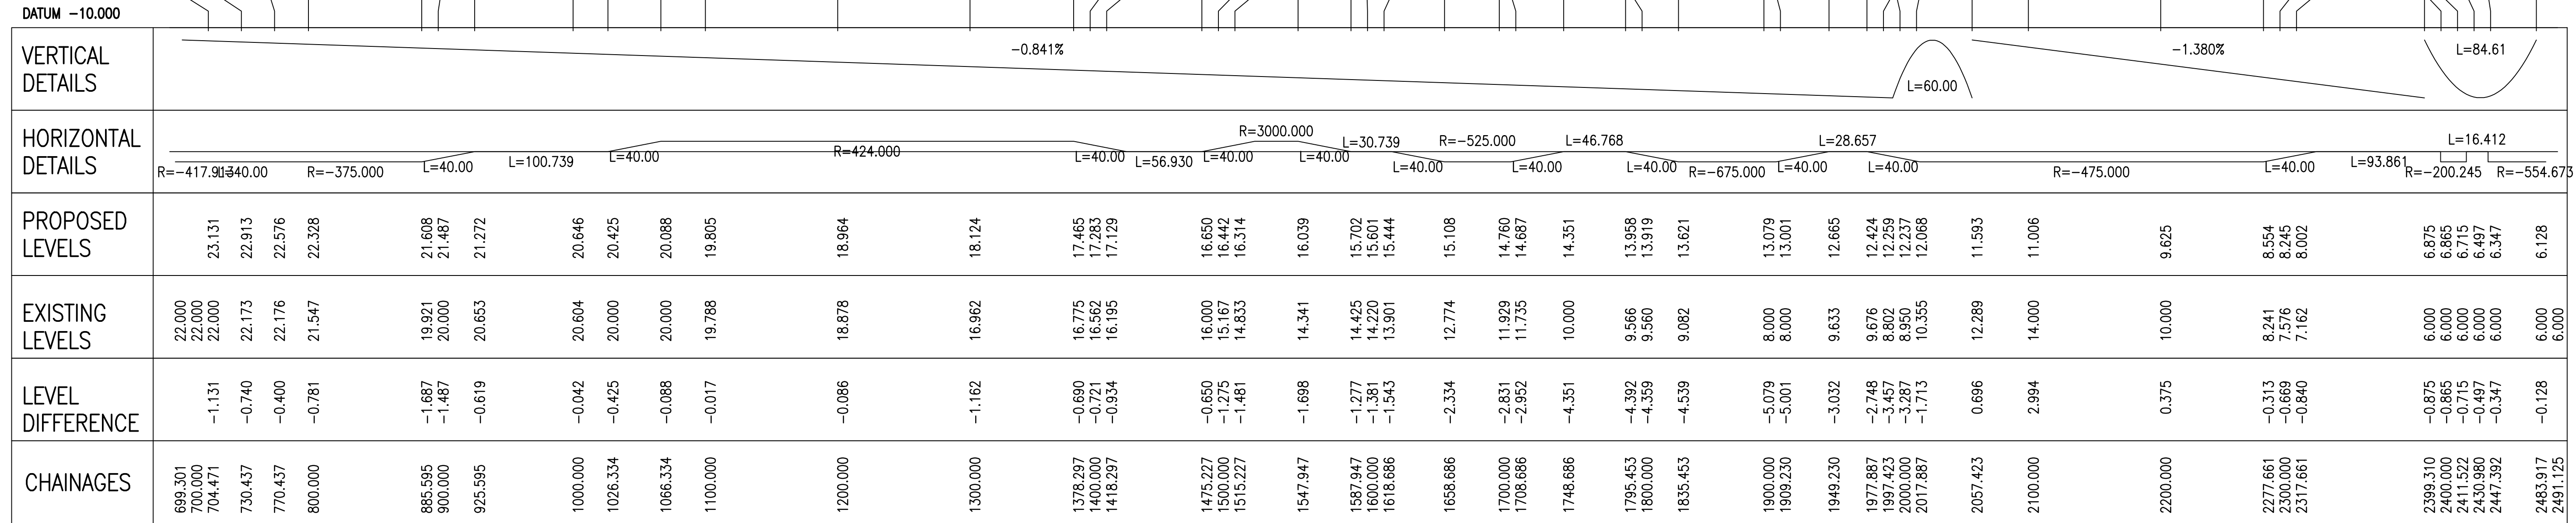 DATUM -10.000
VERTICAL DETAILS
-0.841%
L=60.00
-1.380%
L=84.61
HORIZONTAL DETAILS
R=-417.913
L=40.00
R=-375.000
L=40.00
L=100.739
L=40.00
R=424.000
L=40.00
L=56.930
L=40.00
R=3000.000
L=40.00
L=30.739
L=40.00
R=-525.000
L=40.00
L=46.768
L=40.00
R=-675.000
L=40.00
L=28.657
L=40.00
R=-475.000
L=40.00
L=93.861
R=-200.245
L=16.412
R=-554.673
PROPOSED LEVELS
23.131 22.913 22.576 22.328 21.608 21.487 21.272 20.646 20.425 20.088 19.805 18.964 18.124 17.465 17.283 17.129 16.650 16.442 16.314 16.039 15.702 15.601 15.444 15.108 14.760 14.687 14.351 13.958 13.919 13.621 13.079 13.001 12.665 12.424 12.259 12.237 12.068 11.593 11.006 9.625 8.554 8.245 8.002 6.875 6.865 6.715 6.497 6.347 6.128
EXISTING LEVELS
22.000 22.000 22.000 22.173 22.176 21.547 19.921 20.000 20.653 20.604 20.000 20.000 19.788 18.878 16.962 16.775 16.562 16.195 16.000 15.167 14.833 14.341 14.425 14.220 13.901 12.774 11.929 11.735 10.000 9.566 9.560 9.082 8.000 8.000 9.633 9.676 8.802 8.950 10.355 12.289 14.000 10.000 8.241 7.576 7.162 6.000 6.000 6.000 6.000 6.000 6.000 6.000
LEVEL DIFFERENCE
-1.131 -0.740 -0.400 -0.781 -1.687 -1.487 -0.619 -0.042 -0.425 -0.088 -0.017 -0.086 -1.162 -0.690 -0.721 -0.934 -0.650 -1.275 -1.481 -1.698 -1.277 -1.381 -1.543 -2.334 -2.831 -2.952 -4.351 -4.392 -4.359 -4.539 -5.079 -5.001 -3.032 -2.748 -3.457 -3.287 -1.713 0.696 2.994 0.375 -0.313 -0.669 -0.840 -0.875 -0.865 -0.715 -0.497 -0.347 -0.128
CHAINAGES
699.301 700.000 704.471 730.437 770.437 800.000 885.595 900.000 925.595 1000.000 1026.334 1066.334 1100.000 1200.000 1300.000 1378.297 1400.000 1418.297 1475.227 1500.000 1515.227 1547.947 1587.947 1600.000 1618.686 1658.686 1700.000 1708.686 1748.686 1795.453 1800.000 1835.453 1900.000 1909.230 1949.230 1977.887 1997.423 2000.000 2017.887 2057.423 2100.000 2200.000 2277.661 2300.000 2317.661 2399.310 2400.000 2411.522 2430.980 2447.392 2483.917 2491.125